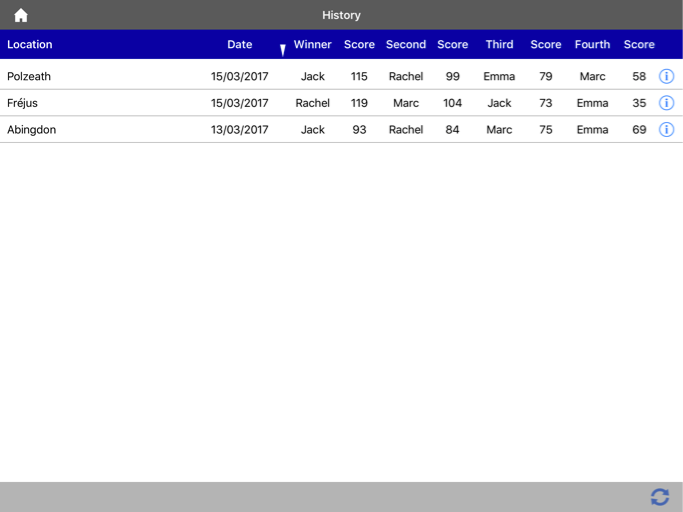 History
Location Date Winner Score Second Score Third Score Fourth Score
Polzeath 15/03/2017 Jack 115 Rachel 99 Emma 79 Marc 58
Fréjus 15/03/2017 Rachel 119 Marc 104 Jack 73 Emma 35
Abingdon 13/03/2017 Jack 93 Rachel 84 Marc 75 Emma 69